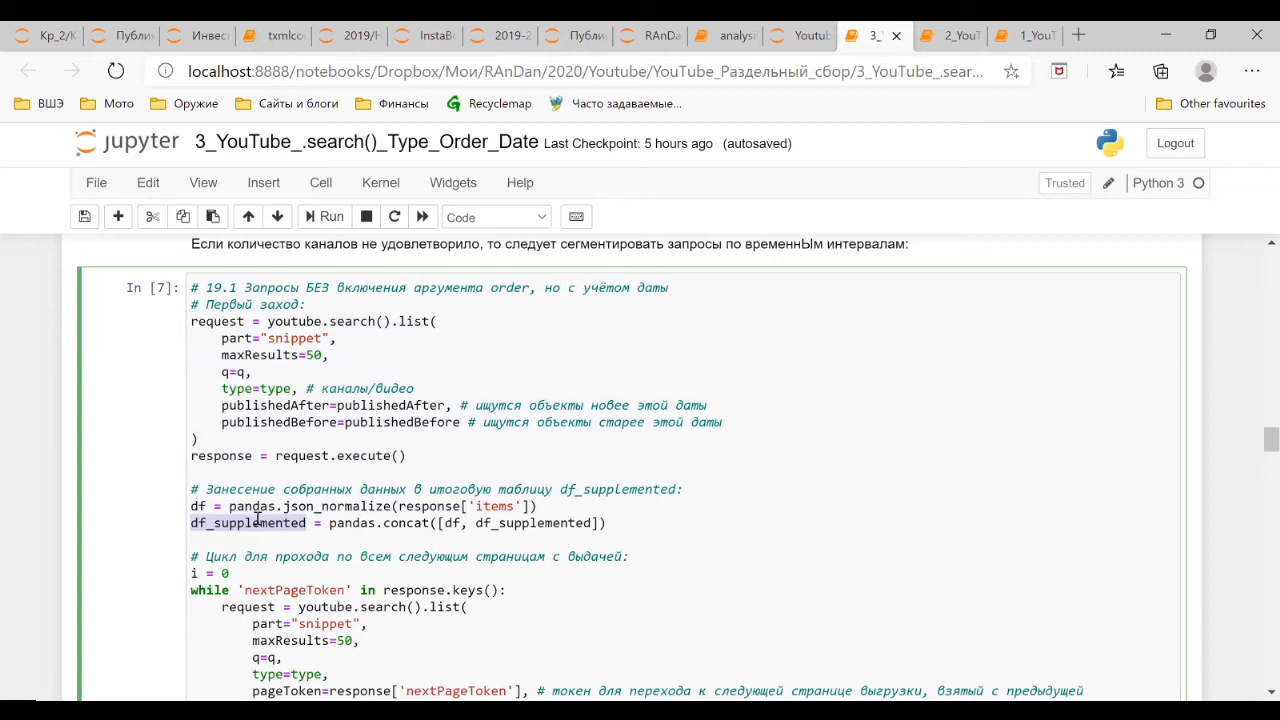 Кр_2/К
Публи
Инвес
txmlcol
2019/Н
InstaBo
2019-2
Публи
RAnDa
analysi
Youtub
3_
2_YouT
1_YouT
localhost:8888/notebooks/Dropbox/Мои/RAnDan/2020/Youtube/YouTube_Раздельный_сбор/3_YouTube_.sear...
ВШЭ
Мото
Оружие
Сайты и блоги
Финансы
Recyclemap
Часто задаваемые...
Other favourites
jupyter 3_YouTube_.search()_Type_Order_Date Last Checkpoint: 5 hours ago (autosaved)
Logout
File Edit View Insert Cell Kernel Widgets Help
Trusted Python 3
Run Code
Если количество каналов не удовлетворило, то следует сегментировать запросы по временнЫм интервалам:
In [7]: # 19.1 Запросы БЕЗ включения аргумента order, но с учётом даты
# Первый заход:
request = youtube.search().list(
part="snippet",
maxResults=50,
q=q,
type=type, # каналы/видео
publishedAfter=publishedAfter, # ищутся объекты новее этой даты
publishedBefore=publishedBefore # ищутся объекты старее этой даты
)
response = request.execute()
# Занесение собранных данных в итоговую таблицу df_supplemented:
df = pandas.json_normalize(response['items'])
df_supplemented = pandas.concat([df, df_supplemented])
# Цикл для прохода по всем следующим страницам с выдачей:
i = 0
while 'nextPageToken' in response.keys():
request = youtube.search().list(
part="snippet",
maxResults=50,
q=q,
type=type,
pageToken=response['nextPageToken'], # токен для перехода к следующей странице выгрузки, взятый с предыдущей